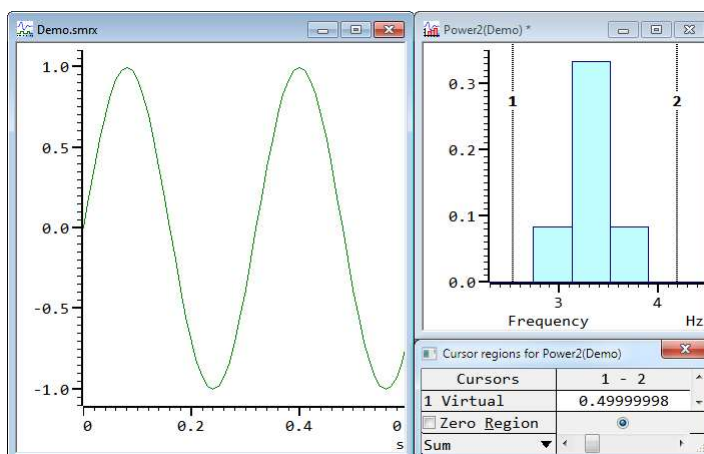 Demo.smrx
1.0
0.5
0.0
-0.5
-1.0
0 0.2 0.4 0
s
Power2(Demo) *
0.3
0.2
0.1
0.0
1 2
3 4
Frequency Hz
Cursor regions for Power2(Demo)
Cursors 1 - 2
1 Virtual 0.49999998
Zero Region
Sum